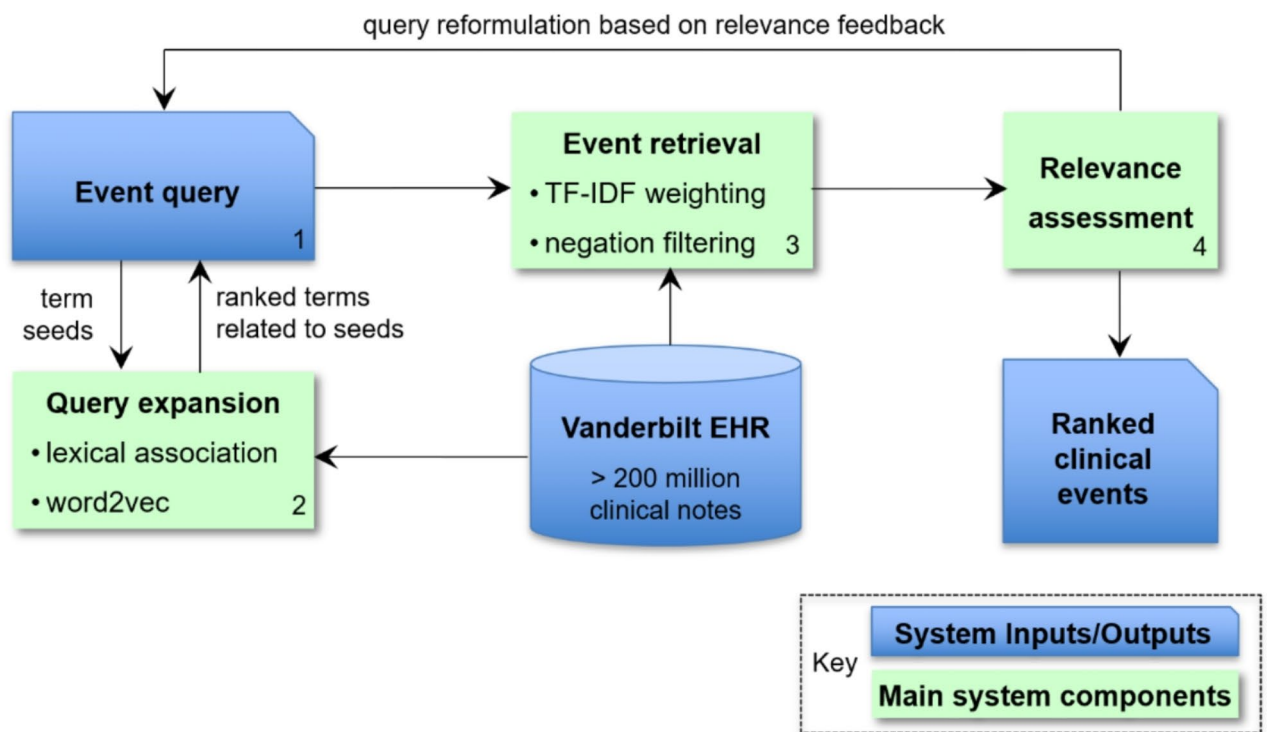 query reformulation based on relevance feedback
Event query
1
term
seeds
ranked terms
related to seeds
Query expansion
• lexical association
• word2vec
2
Event retrieval
• TF-IDF weighting
• negation filtering
3
Vanderbilt EHR
> 200 million
clinical notes
Relevance
assessment
4
Ranked
clinical
events
Key
System Inputs/Outputs
Main system components